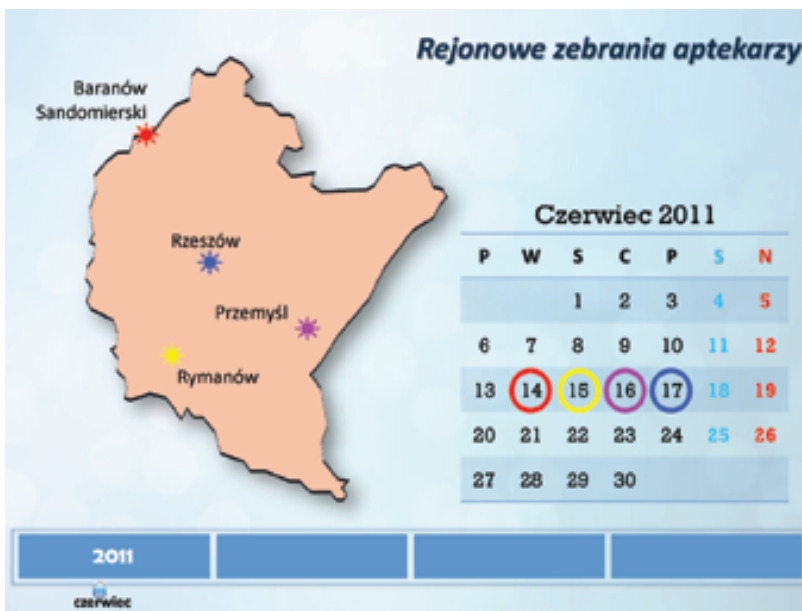 Rejonowe zebrania aptekarzy
Baranów
Sandomierski
Rzeszów
Przemyśl
Rymanów
Czerwiec 2011
P W S C P S N
1 2 3 4 5
6 7 8 9 10 11 12
13 14 15 16 17 18 19
20 21 22 23 24 25 26
27 28 29 30
2011
czerwiec